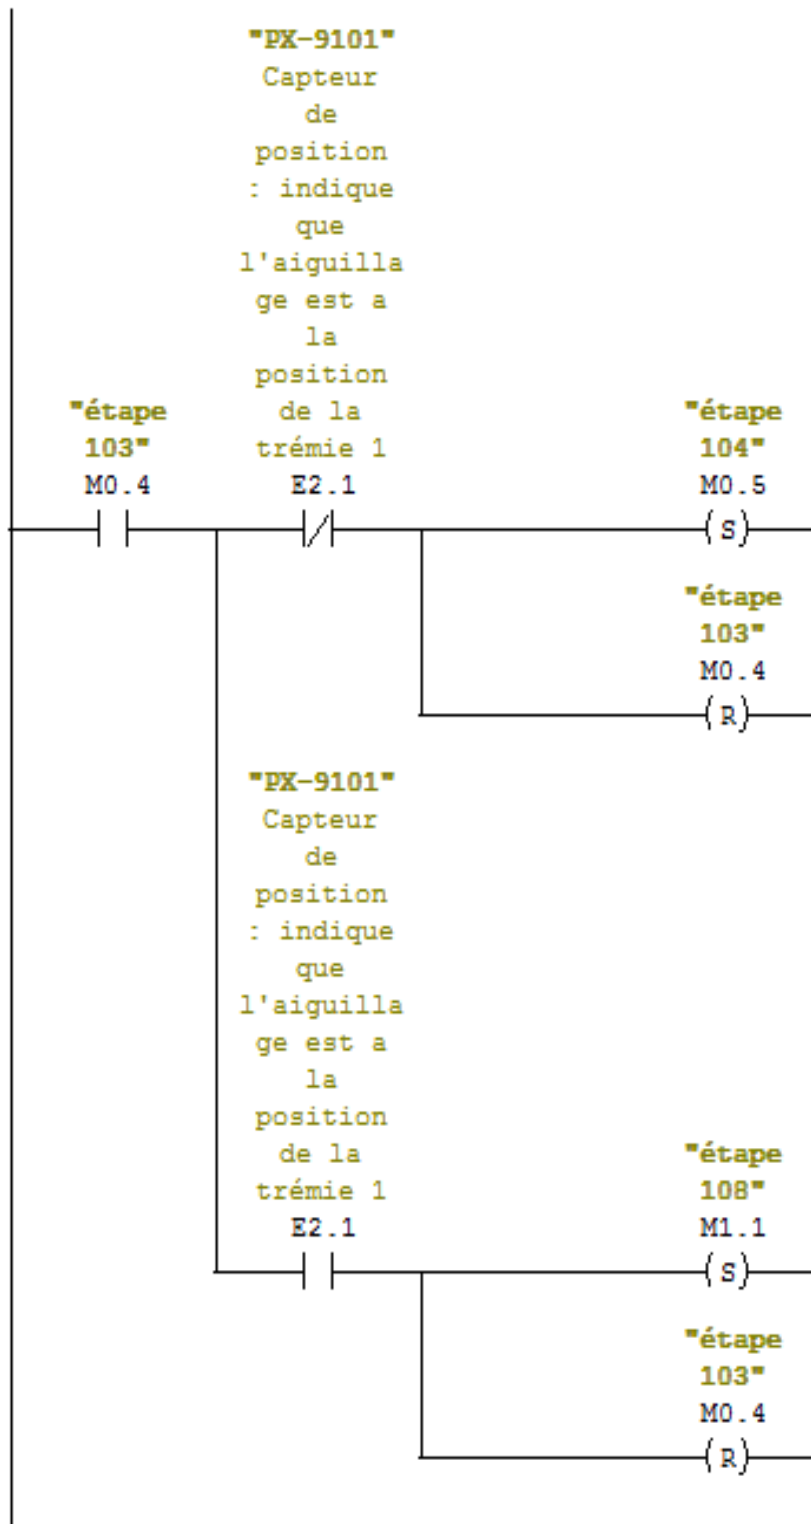 "PX-9101"
Capteur
de
position
: indique
que
l'aiguilla
ge est a
la
position
"étape de la "étape
103" trémie 1 104"
M0.4 E2.1 M0.5
(S)
"étape
103"
M0.4
(R)
"PX-9101"
Capteur
de
position
: indique
que
l'aiguilla
ge est a
la
position
de la "étape
trémie 1 108"
E2.1 M1.1
(S)
"étape
103"
M0.4
(R)